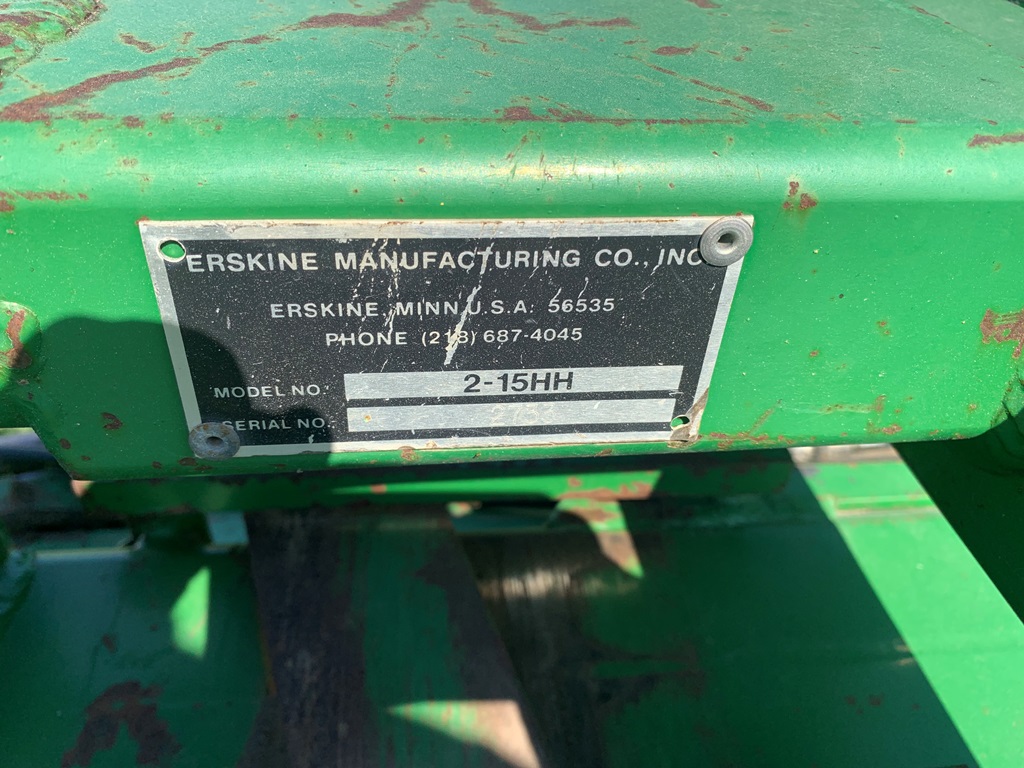 ERSKINE MANUFACTURING CO., INC
ERSKINE, MINN, U.S.A. 56535
PHONE (218) 687-4045
MODEL NO. 2-15HH
SERIAL NO.